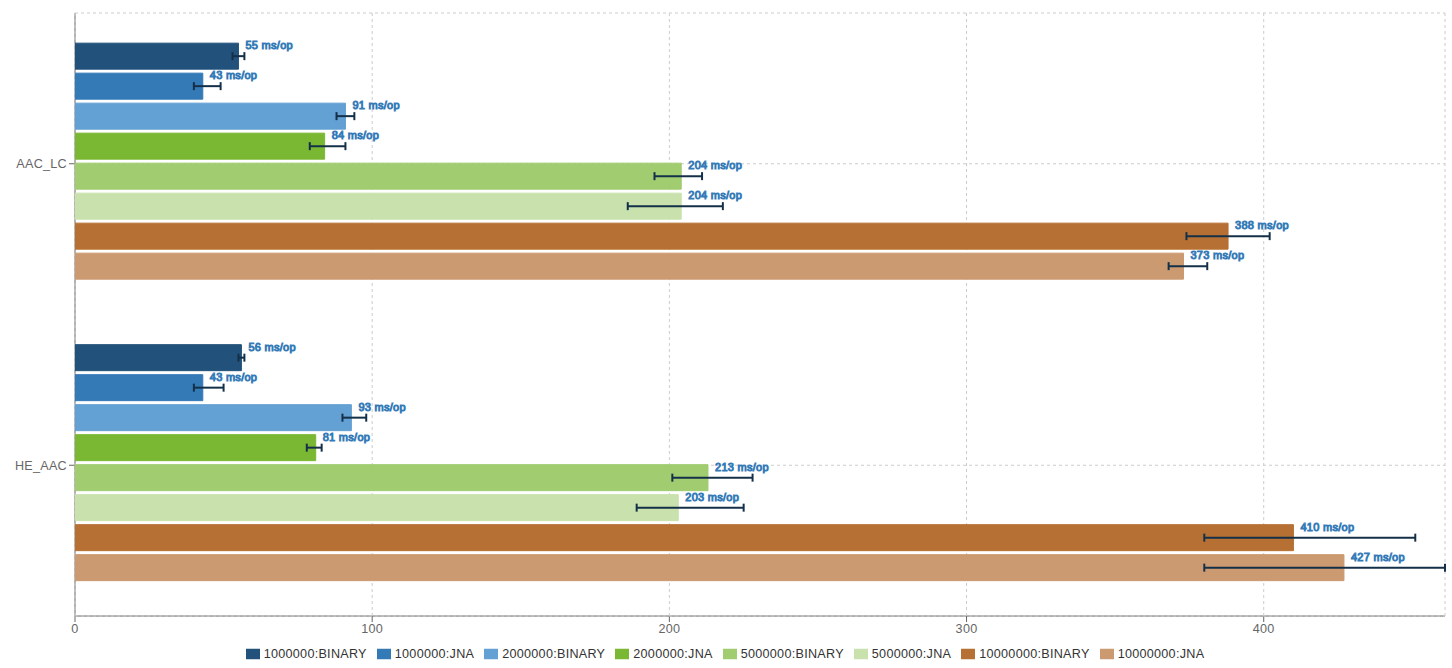 55 ms/op
43 ms/op
91 ms/op
84 ms/op
AAC_LC
204 ms/op
204 ms/op
388 ms/op
373 ms/op
56 ms/op
43 ms/op
93 ms/op
81 ms/op
HE_AAC
213 ms/op
203 ms/op
410 ms/op
427 ms/op
0 100 200 300 400
1000000:BINARY 1000000:JNA 2000000:BINARY 2000000:JNA 5000000:BINARY 5000000:JNA 10000000:BINARY 10000000:JNA